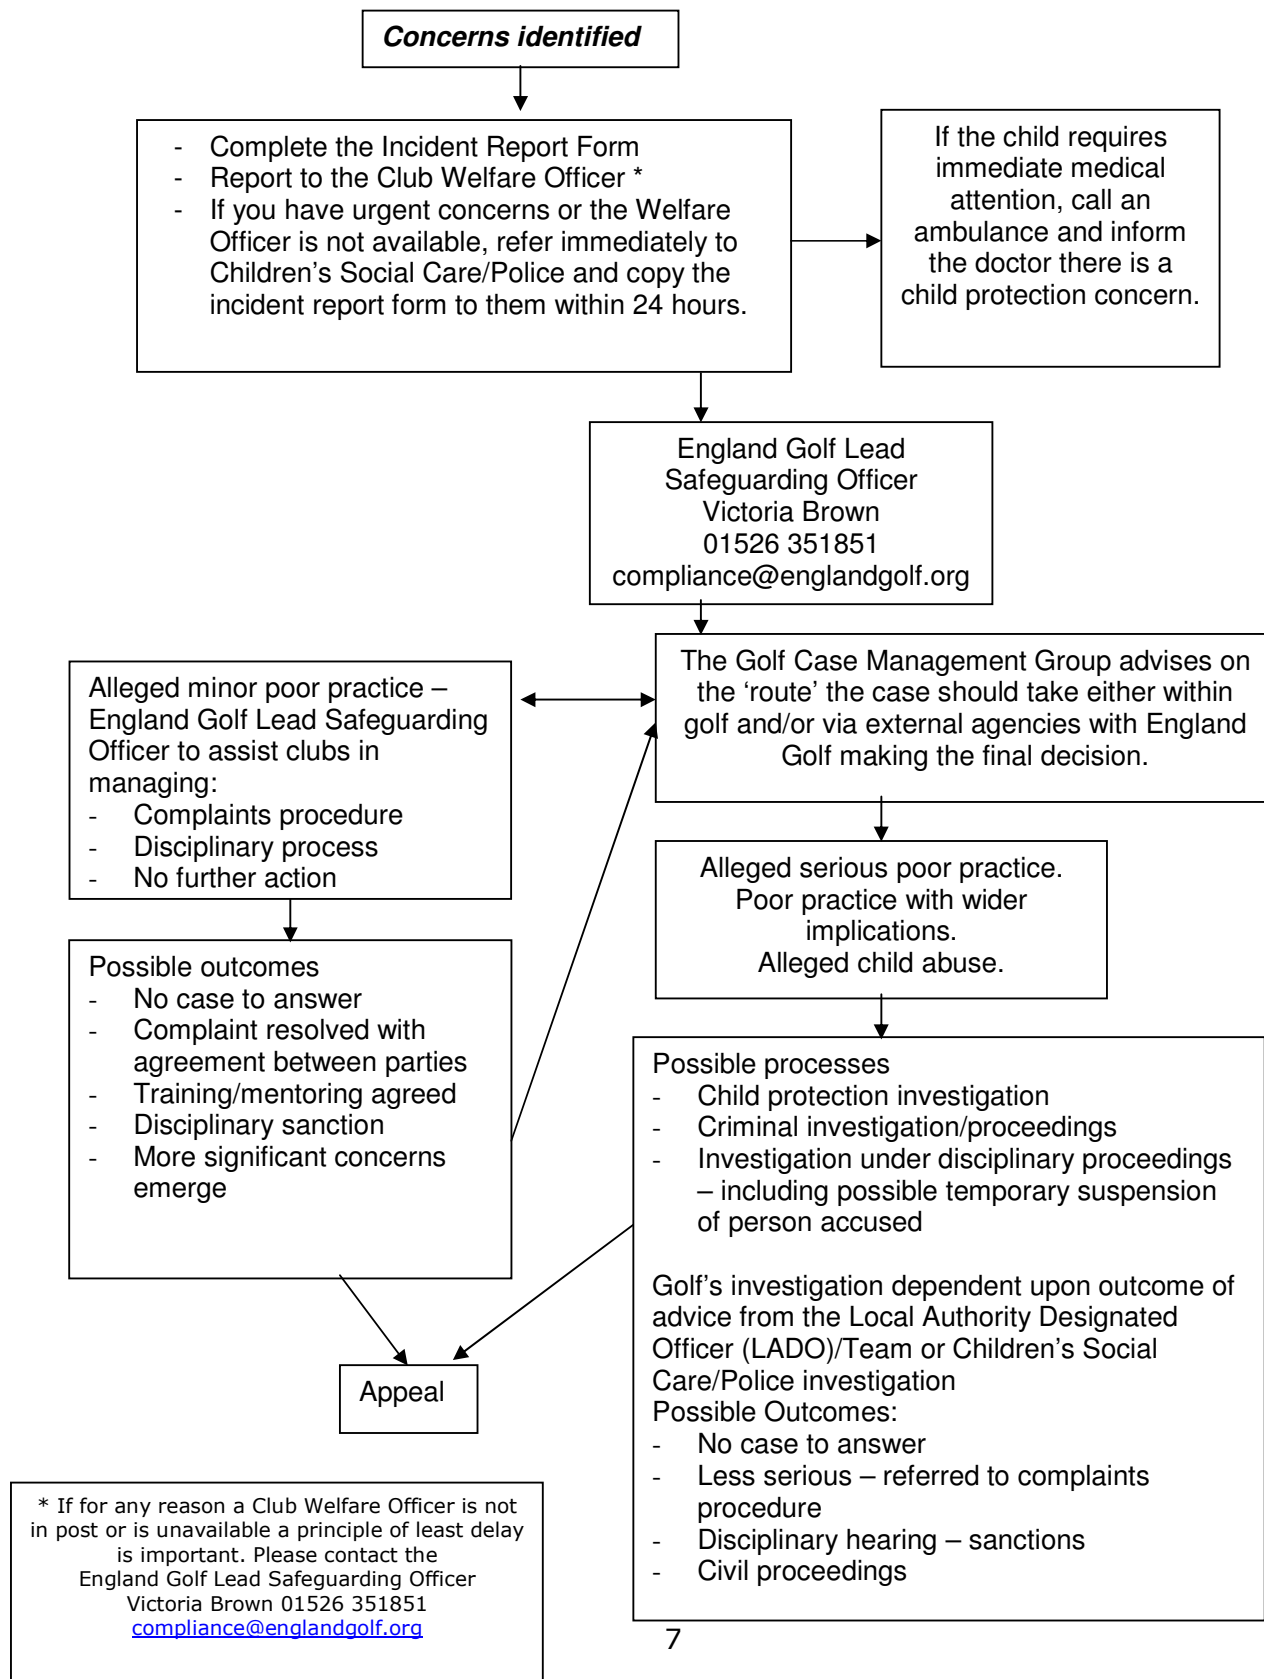 Concerns identified
- Complete the Incident Report Form
- Report to the Club Welfare Officer *
- If you have urgent concerns or the Welfare
Officer is not available, refer immediately to
Children's Social Care/Police and copy the
incident report form to them within 24 hours.
If the child requires
immediate medical
attention, call an
ambulance and inform
the doctor there is a
child protection concern.
England Golf Lead
Safeguarding Officer
Victoria Brown
01526 351851
compliance@englandgolf.org
The Golf Case Management Group advises on
the ‘route’ the case should take either within
golf and/or via external agencies with England
Golf making the final decision.
Alleged minor poor practice –
England Golf Lead Safeguarding
Officer to assist clubs in
managing:
- Complaints procedure
- Disciplinary process
- No further action
Alleged serious poor practice.
Poor practice with wider
implications.
Alleged child abuse.
Possible outcomes
- No case to answer
- Complaint resolved with
agreement between parties
- Training/mentoring agreed
- Disciplinary sanction
- More significant concerns
emerge
Possible processes
- Child protection investigation
- Criminal investigation/proceedings
- Investigation under disciplinary proceedings
– including possible temporary suspension
of person accused
Golf’s investigation dependent upon outcome of
advice from the Local Authority Designated
Officer (LADO)/Team or Children’s Social
Care/Police investigation
Possible Outcomes:
- No case to answer
- Less serious – referred to complaints
procedure
- Disciplinary hearing – sanctions
- Civil proceedings
Appeal
* If for any reason a Club Welfare Officer is not
in post or is unavailable a principle of least delay
is important. Please contact the
England Golf Lead Safeguarding Officer
Victoria Brown 01526 351851
compliance@englandgolf.org
7